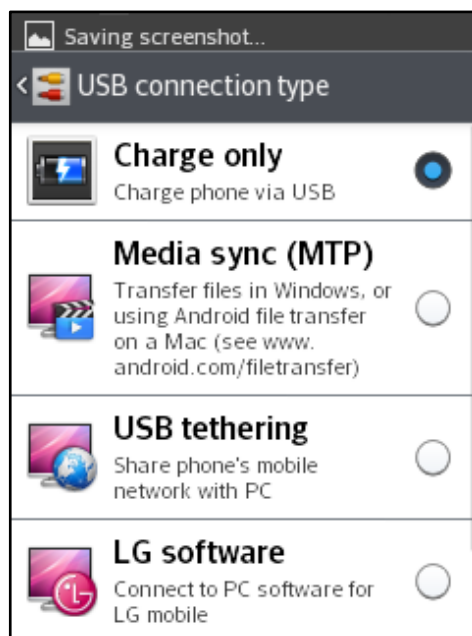 Saving screenshot...
USB connection type
Charge only
Charge phone via USB
Media sync (MTP)
Transfer files in Windows, or
using Android file transfer
on a Mac (see www.
android.com/filetransfer)
USB tethering
Share phone's mobile
network with PC
LG software
Connect to PC software for
LG mobile